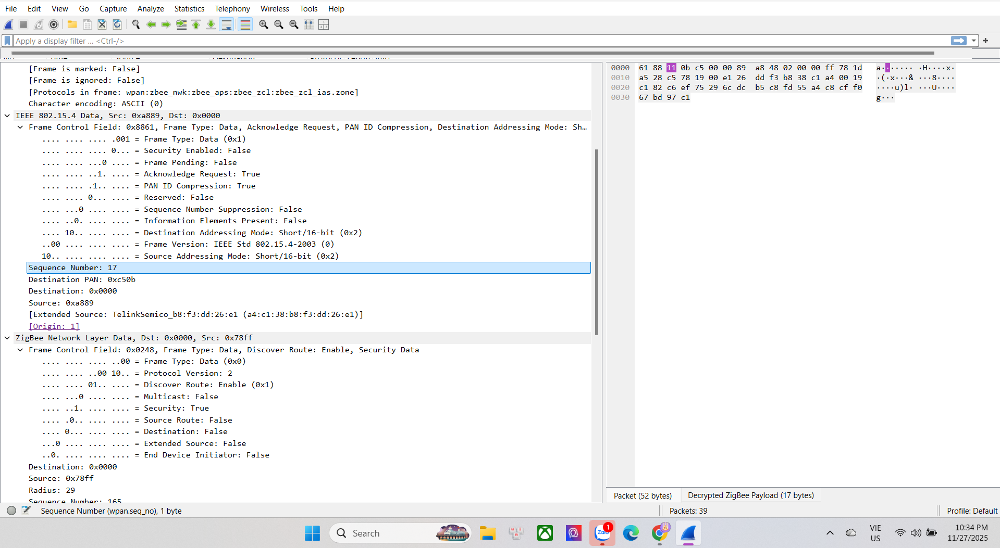 File Edit View Go Capture Analyze Statistics Telephony Wireless Tools Help
Apply a display filter ... <Ctrl-/>
[Frame is marked: False]
[Frame is ignored: False]
[Protocols in frame: wpan:zbee_nwk:zbee_aps:zbee_zcl:zbee_zcl_ias.zone]
Character encoding: ASCII (0)
IEEE 802.15.4 Data, Src: 0xa889, Dst: 0x0000
Frame Control Field: 0x8861, Frame Type: Data, Acknowledge Request, PAN ID Compression, Destination Addressing Mode: Sh…
.... .... .... .001 = Frame Type: Data (0x1)
.... .... .... 0... = Security Enabled: False
.... .... ...0 .... = Frame Pending: False
.... .... ..1. .... = Acknowledge Request: True
.... .... .1.. .... = PAN ID Compression: True
.... .... 0... .... = Reserved: False
.... ...0 .... .... = Sequence Number Suppression: False
.... ..0. .... .... = Information Elements Present: False
.... 10.. .... .... = Destination Addressing Mode: Short/16-bit (0x2)
..00 .... .... .... = Frame Version: IEEE Std 802.15.4-2003 (0)
10.. .... .... .... = Source Addressing Mode: Short/16-bit (0x2)
Sequence Number: 17
Destination PAN: 0xc50b
Destination: 0x0000
Source: 0xa889
[Extended Source: TelinkSemico_b8:f3:dd:26:e1 (a4:c1:38:b8:f3:dd:26:e1)]
[Origin: 1]
ZigBee Network Layer Data, Dst: 0x0000, Src: 0x78ff
Frame Control Field: 0x0248, Frame Type: Data, Discover Route: Enable, Security Data
.... .... .... ..00 = Frame Type: Data (0x0)
.... .... ..00 10.. = Protocol Version: 2
.... .... 01.. .... = Discover Route: Enable (0x1)
.... ...0 .... .... = Multicast: False
.... ..1. .... .... = Security: True
.... .0.. .... .... = Source Route: False
.... 0... .... .... = Destination: False
...0 .... .... .... = Extended Source: False
..0. .... .... .... = End Device Initiator: False
Destination: 0x0000
Source: 0x78ff
Radius: 29
Sequence Number: 165
0000 61 88 11 0b c5 00 00 89 a8 48 02 00 00 ff 78 1d a······· ·H····x·
0010 a5 28 c5 78 19 00 e1 26 dd f3 b8 38 c1 a4 00 19 ·(·x···& ···8····
0020 c1 82 c6 ef 75 29 6c dc b5 c8 fd 55 a4 c8 cf f0 ····u)l· ···U····
0030 67 bd 97 c1 g···
Packet (52 bytes) Decrypted ZigBee Payload (17 bytes)
Sequence Number (wpan.seq_no), 1 byte Packets: 39 Profile: Default
Search
Zalo
1
VIE
US
10:34 PM
11/27/2025